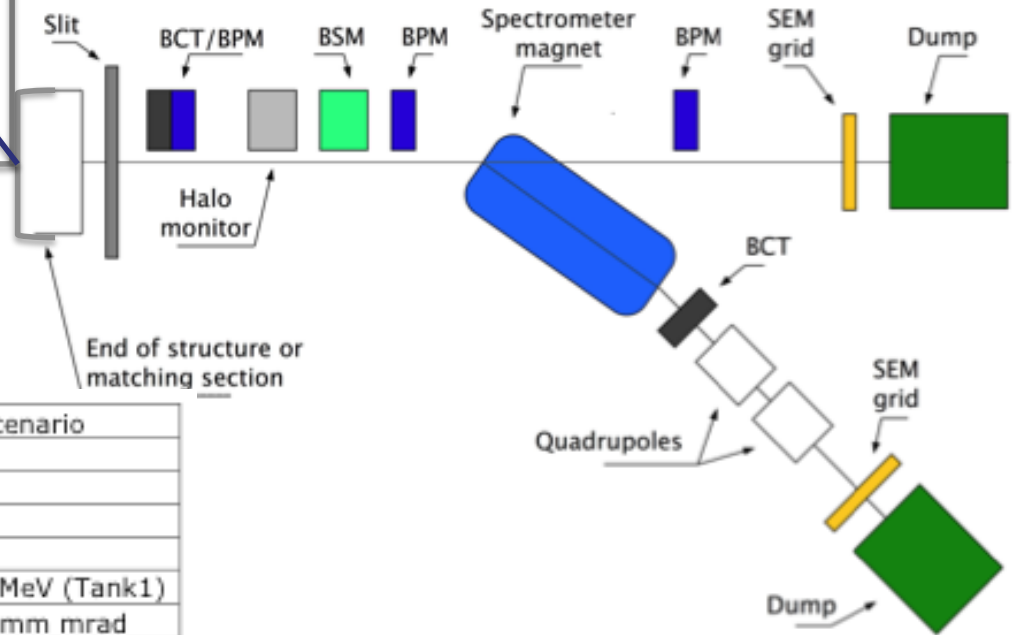 Slit
BCT/BPM
BSM
BPM
Spectrometer
magnet
BPM
SEM
grid
Dump
Halo
monitor
BCT
End of structure or
matching section
SEM
grid
Quadrupoles
MeV (Tank1)
mm mrad
Dump